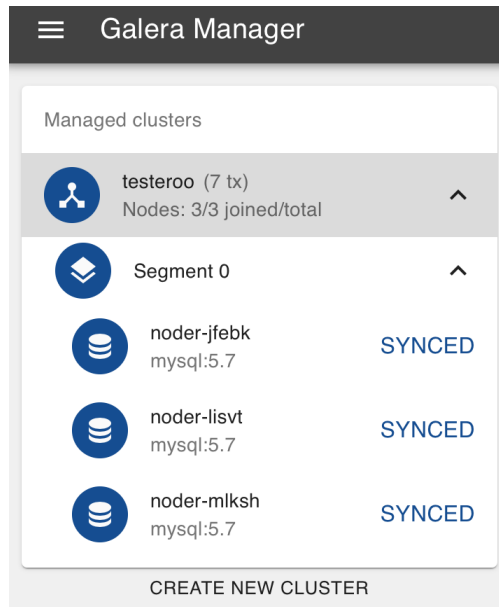 Galera Manager
Managed clusters
testeroo (7 tx)
Nodes: 3/3 joined/total
Segment 0
noder-jfebk
mysql:5.7
SYNCED
noder-lisvt
mysql:5.7
SYNCED
noder-mlksh
mysql:5.7
SYNCED
CREATE NEW CLUSTER